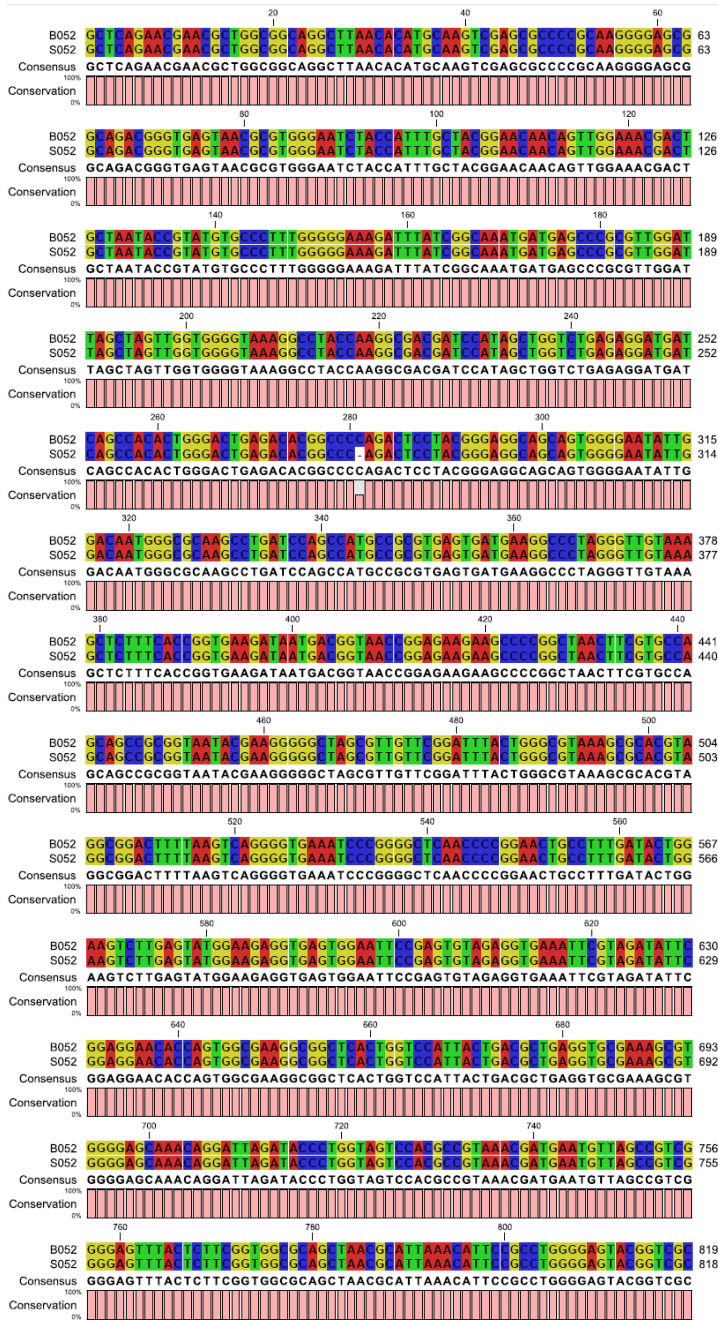 20 40 60
B052 GCTCAGAACGAACGCTGGCGGCAGGCTTAACACATGCAAGTCGAGCGCCCCGCAAGGGGAGCG 63
S052 GCTCAGAACGAACGCTGGCGGCAGGCTTAACACATGCAAGTCGAGCGCCCCGCAAGGGGAGCG 63
Consensus GCTCAGAACGAACGCTGGCGGCAGGCTTAACACATGCAAGTCGAGCGCCCCGCAAGGGGAGCG
100%
Conservation
0%
80 100 120
B052 GCAGACGGGTGAGTAACGCGTGGGAATCTACCATTTGCTACGGAACAACAGTTGGAAACGACT 126
S052 GCAGACGGGTGAGTAACGCGTGGGAATCTACCATTTGCTACGGAACAACAGTTGGAAACGACT 126
Consensus GCAGACGGGTGAGTAACGCGTGGGAATCTACCATTTGCTACGGAACAACAGTTGGAAACGACT
100%
Conservation
0%
140 160 180
B052 GCTAATACCGTATGTGCCCTTTGGGGGAAAGATTTATCGGCAAATGATGAGCCCGCGTTGGAT 189
S052 GCTAATACCGTATGTGCCCTTTGGGGGAAAGATTTATCGGCAAATGATGAGCCCGCGTTGGAT 189
Consensus GCTAATACCGTATGTGCCCTTTGGGGGAAAGATTTATCGGCAAATGATGAGCCCGCGTTGGAT
100%
Conservation
0%
200 220 240
B052 TAGCTAGTTGGTGGGGTAAAGGCCTACCAAGGCGACGATCCATAGCTGGTCTGAGAGGATGAT 252
S052 TAGCTAGTTGGTGGGGTAAAGGCCTACCAAGGCGACGATCCATAGCTGGTCTGAGAGGATGAT 252
Consensus TAGCTAGTTGGTGGGGTAAAGGCCTACCAAGGCGACGATCCATAGCTGGTCTGAGAGGATGAT
100%
Conservation
0%
260 280 300
B052 CAGCCACACTGGGACTGAGACACGGCCCCAGACTCCTACGGGAGGCAGCAGTGGGGAATATTG 315
S052 CAGCCACACTGGGACTGAGACACGGCCC-AGACTCCTACGGGAGGCAGCAGTGGGGAATATTG 314
Consensus CAGCCACACTGGGACTGAGACACGGCCCCAGACTCCTACGGGAGGCAGCAGTGGGGAATATTG
100%
Conservation
0%
320 340 360
B052 GACAATGGGCGCAAGCCTGATCCAGCCATGCCGCGTGAGTGATGAAGGCCCTAGGGTTGTAAA 378
S052 GACAATGGGCGCAAGCCTGATCCAGCCATGCCGCGTGAGTGATGAAGGCCCTAGGGTTGTAAA 377
Consensus GACAATGGGCGCAAGCCTGATCCAGCCATGCCGCGTGAGTGATGAAGGCCCTAGGGTTGTAAA
100%
Conservation
0%
380 400 420 440
B052 GCTCTTTCACCGGTGAAGATAATGACGGTAACCGGAGAAGAAGCCCCGGCTAACTTCGTGCCA 441
S052 GCTCTTTCACCGGTGAAGATAATGACGGTAACCGGAGAAGAAGCCCCGGCTAACTTCGTGCCA 440
Consensus GCTCTTTCACCGGTGAAGATAATGACGGTAACCGGAGAAGAAGCCCCGGCTAACTTCGTGCCA
100%
Conservation
0%
460 480 500
B052 GCAGCCGCGGTAATACGAAGGGGGCTAGCGTTGTTCGGATTTACTGGGCGTAAAGCGCACGTA 504
S052 GCAGCCGCGGTAATACGAAGGGGGCTAGCGTTGTTCGGATTTACTGGGCGTAAAGCGCACGTA 503
Consensus GCAGCCGCGGTAATACGAAGGGGGCTAGCGTTGTTCGGATTTACTGGGCGTAAAGCGCACGTA
100%
Conservation
0%
520 540 560
B052 GGCGGACTTTTAAGTCAGGGGTGAAATCCCGGGGCTCAACCCCGGAACTGCCTTTGATACTGG 567
S052 GGCGGACTTTTAAGTCAGGGGTGAAATCCCGGGGCTCAACCCCGGAACTGCCTTTGATACTGG 566
Consensus GGCGGACTTTTAAGTCAGGGGTGAAATCCCGGGGCTCAACCCCGGAACTGCCTTTGATACTGG
100%
Conservation
0%
580 600 620
B052 AAGTCTTGAGTATGGAAGAGGTGAGTGGAATTCCGAGTGTAGAGGTGAAATTCGTAGATATTC 630
S052 AAGTCTTGAGTATGGAAGAGGTGAGTGGAATTCCGAGTGTAGAGGTGAAATTCGTAGATATTC 629
Consensus AAGTCTTGAGTATGGAAGAGGTGAGTGGAATTCCGAGTGTAGAGGTGAAATTCGTAGATATTC
100%
Conservation
0%
640 660 680
B052 GGAGGAACACCAGTGGCGAAGGCGGCTCACTGGTCCATTACTGACGCTGAGGTGCGAAAGCGT 693
S052 GGAGGAACACCAGTGGCGAAGGCGGCTCACTGGTCCATTACTGACGCTGAGGTGCGAAAGCGT 692
Consensus GGAGGAACACCAGTGGCGAAGGCGGCTCACTGGTCCATTACTGACGCTGAGGTGCGAAAGCGT
100%
Conservation
0%
700 720 740
B052 GGGGAGCAAACAGGATTAGATACCCTGGTAGTCCACGCCGTAAACGATGAATGTTAGCCGTCG 756
S052 GGGGAGCAAACAGGATTAGATACCCTGGTAGTCCACGCCGTAAACGATGAATGTTAGCCGTCG 755
Consensus GGGGAGCAAACAGGATTAGATACCCTGGTAGTCCACGCCGTAAACGATGAATGTTAGCCGTCG
100%
Conservation
0%
760 780 800
B052 GGGAGTTTACTCTTCGGTGGCGCAGCTAACGCATTAAACATTCCGCCTGGGGAGTACGGTCGC 819
S052 GGGAGTTTACTCTTCGGTGGCGCAGCTAACGCATTAAACATTCCGCCTGGGGAGTACGGTCGC 818
Consensus GGGAGTTTACTCTTCGGTGGCGCAGCTAACGCATTAAACATTCCGCCTGGGGAGTACGGTCGC
100%
Conservation
0%